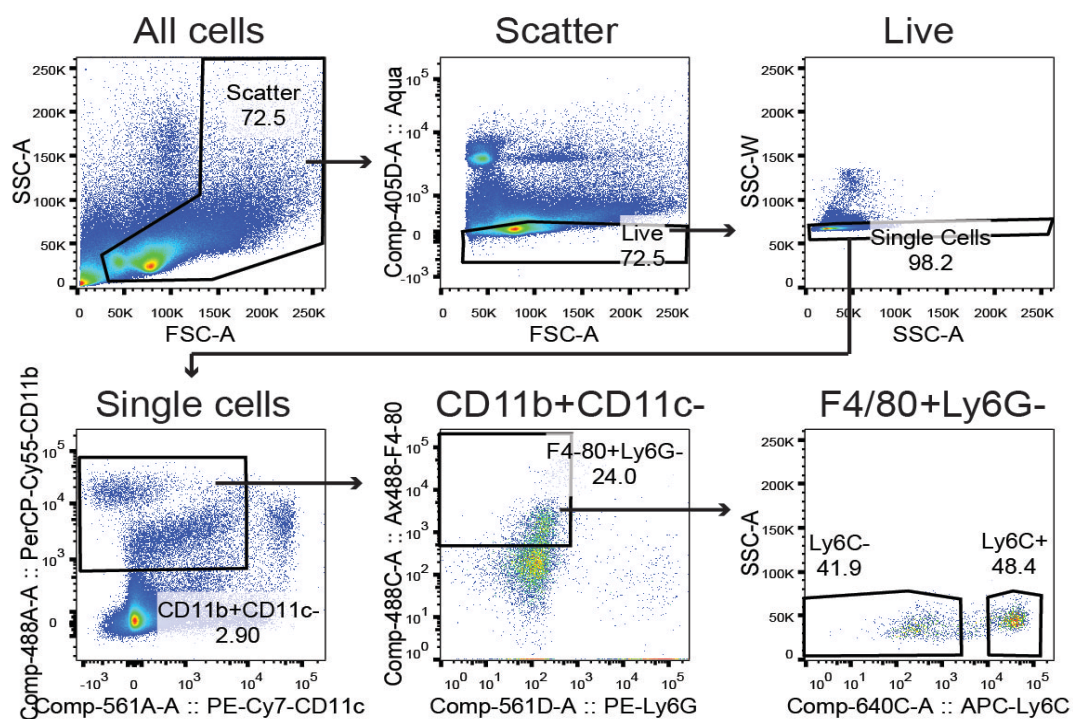 All cells
Scatter
Live
250K
200K
150K
100K
50K
0
SSC-A
Scatter
72.5
0 50K 100K 150K 200K 250K
FSC-A
10^5
10^4
10^3
0
-10^3
Comp-405D-A :: Aqua
Live
72.5
0 50K 100K 150K 200K 250K
FSC-A
250K
200K
150K
100K
50K
0
SSC-W
Single Cells
98.2
0 50K 100K 150K 200K 250K
SSC-A
Single cells
CD11b+CD11c-
F4/80+Ly6G-
10^5
10^4
10^3
0
Comp-488A-A :: PerCP-Cy55-CD11b
CD11b+CD11c-
2.90
-10^3 0 10^3 10^4 10^5
Comp-561A-A :: PE-Cy7-CD11c
10^5
10^4
10^3
10^2
10^1
10^0
Comp-488C-A :: Ax488-F4-80
F4-80+Ly6G-
24.0
10^0 10^1 10^2 10^3 10^4 10^5
Comp-561D-A :: PE-Ly6G
250K
200K
150K
100K
50K
0
SSC-A
Ly6C-
41.9
Ly6C+
48.4
10^0 10^1 10^2 10^3 10^4 10^5
Comp-640C-A :: APC-Ly6C